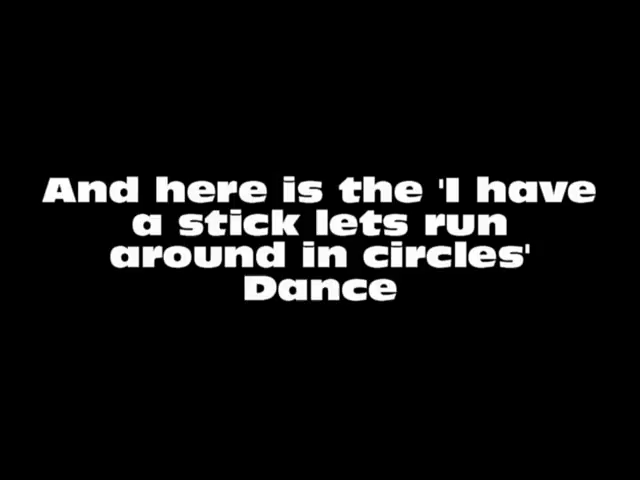 And here is the 'I have
a stick lets run
around in circles'
Dance